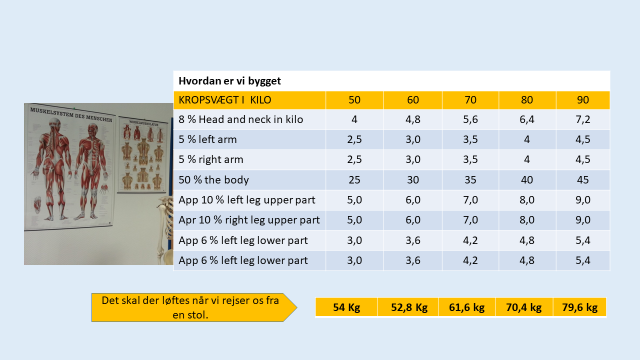 Hvordan er vi bygget
KROPSVÆGT I KILO 50 60 70 80 90
8 % Head and neck in kilo 4 4,8 5,6 6,4 7,2
5 % left arm 2,5 3,0 3,5 4 4,5
5 % right arm 2,5 3,0 3,5 4 4,5
50 % the body 25 30 35 40 45
App 10 % left leg upper part 5,0 6,0 7,0 8,0 9,0
Apr 10 % right leg upper part 5,0 6,0 7,0 8,0 9,0
App 6 % left leg lower part 3,0 3,6 4,2 4,8 5,4
App 6 % left leg lower part 3,0 3,6 4,2 4,8 5,4
MUSKELSYSTEM DES MENSCHEN
Det skal der løftes når vi rejser os fra
en stol.
54 Kg 52,8 Kg 61,6 kg 70,4 kg 79,6 kg